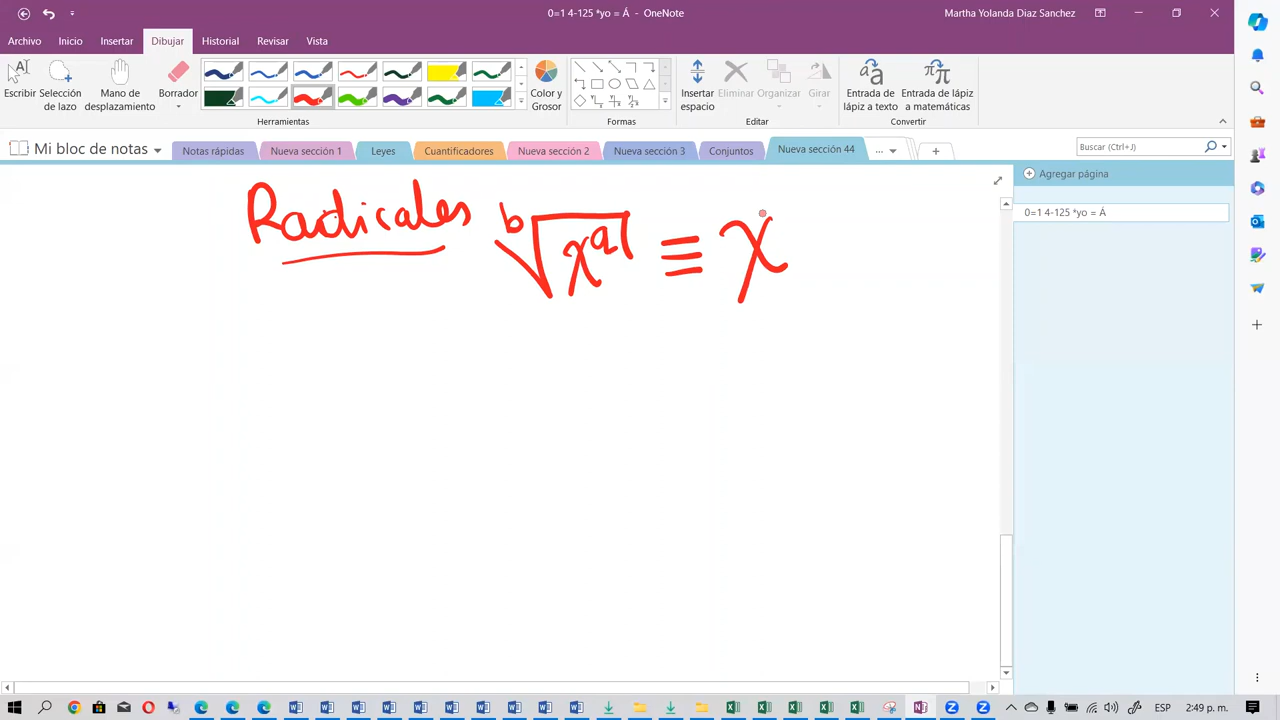 0=1 4-125 *yo = Á - OneNote
Martha Yolanda Diaz Sanchez
Archivo Inicio Insertar Dibujar Historial Revisar Vista
Escribir
Selección de lazo
Mano de desplazamiento
Borrador
Color y Grosor
Insertar espacio
Eliminar
Organizar
Girar
Entrada de lápiz a texto
Entrada de lápiz a matemáticas
Herramientas
Formas
Editar
Convertir
Mi bloc de notas
Notas rápidas
Nueva sección 1
Leyes
Cuantificadores
Nueva sección 2
Nueva sección 3
Conjuntos
Nueva sección 44
...
+
Buscar (Ctrl+J)
Agregar página
0=1 4-125 *yo = Á
Radicales ᵇ√xᵃ ≡ x
ESP 2:49 p. m.